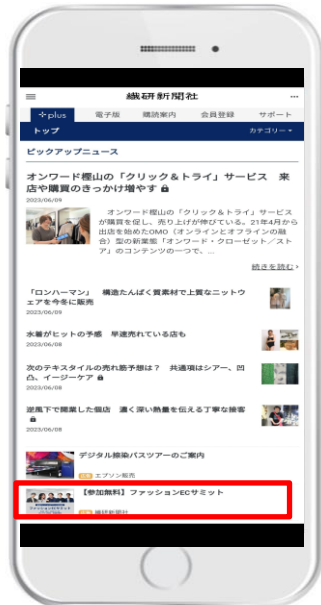 繊研新聞社
plus 電子版 購読案内 会員登録 サポート
トップ カテゴリー
ピックアップニュース
オンワード樫山の「クリック&トライ」サービス 来
店や購買のきっかけ増やす
2023/06/09
オンワード樫山の「クリック&トライ」サービス
が購買を促し、売り上げが伸びている。21年4月から
出店を始めたOMO（オンラインとオフラインの融
合）型の新業態「オンワード・クローゼット／スト
ア」のコンテンツの一つで、…
続きを読む
「ロンハーマン」 構造たんぱく質素材で上質なニットウ
ェアを今冬に販売
2023/06/09
水着がヒットの予感 早速売れている店も
2023/06/08
次のテキスタイルの売れ筋予想は？ 共通項はシアー、凹
凸、イージーケア
2023/06/08
逆風下で開業した個店 濃く深い熱量を伝える丁寧な接客
2023/06/08
デジタル捺染バスツアーのご案内
エプソン販売
【参加無料】ファッションECサミット
繊研新聞社